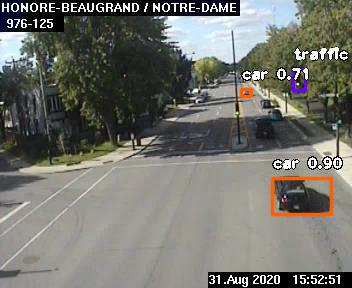 HONORE-BEAUGRAND / NOTRE-DAME
976-125
traffic
car 0.71
car 0.90
31.Aug 2020 15:52:51